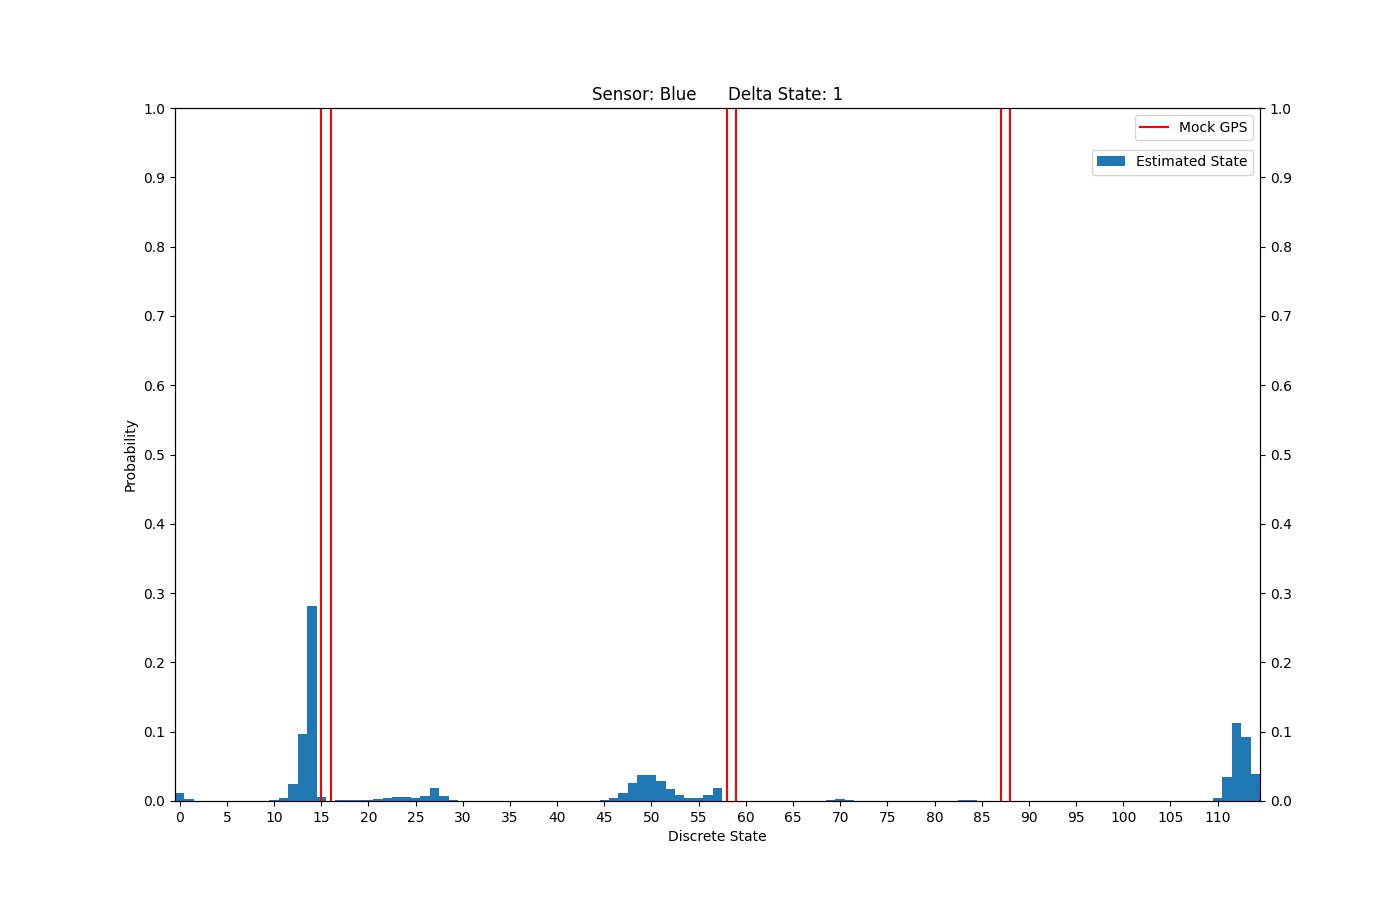 Sensor: Blue      Delta State: 1
1.0 1.0
Mock GPS
Estimated State
0.9 0.9
0.8 0.8
0.7 0.7
0.6 0.6
0.5 0.5
0.4 0.4
0.3 0.3
0.2 0.2
0.1 0.1
0.0 0.0
Probability
0 5 10 15 20 25 30 35 40 45 50 55 60 65 70 75 80 85 90 95 100 105 110
Discrete State